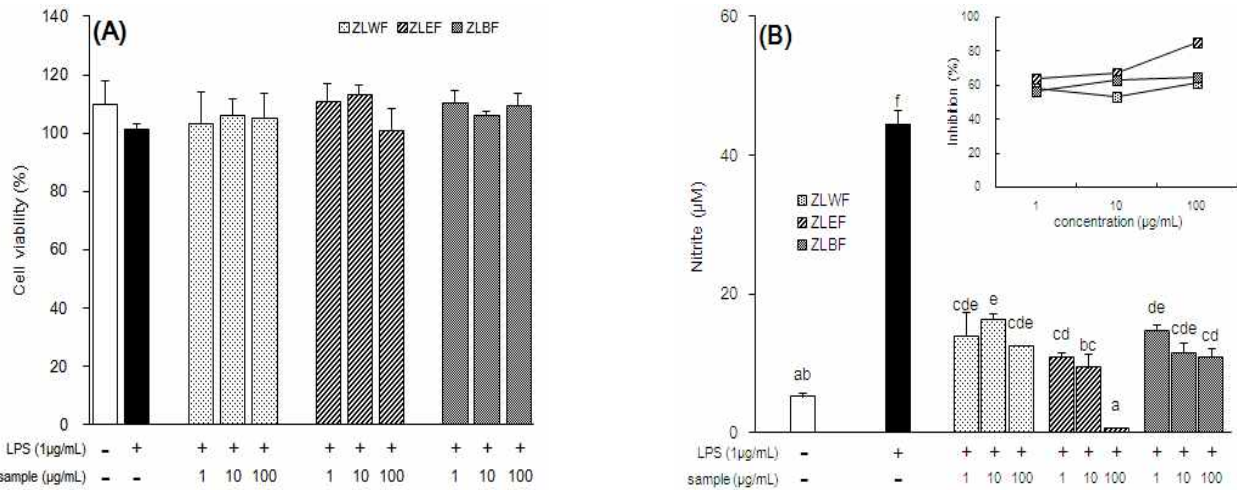 (A)
ZLWF ZLEF ZLBF
140
120
100
80
60
40
20
0
Cell viability (%)
LPS (1µg/mL) - + + + + + + + + + +
sample (µg/mL) - - 1 10 100 1 10 100 1 10 100
(B)
60
40
20
0
Nitrite (µM)
ZLWF
ZLEF
ZLBF
100
80
60
40
20
0
Inhibition (%)
1 10 100
concentration (µg/mL)
ab f cde e cde cd bc a de cde cd
LPS (1µg/mL) - + + + + + + + + + +
sample (µg/mL) - - 1 10 100 1 10 100 1 10 100